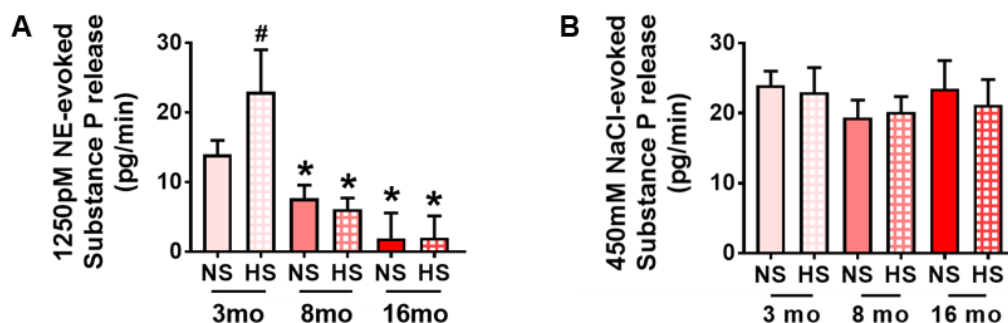 A
1250pM NE-evoked
Substance P release
(pg/min)
30
20
10
0
#
*
*
*
*
NS HS NS HS NS HS
3mo 8mo 16mo
B
450mM NaCl-evoked
Substance P release
(pg/min)
30
20
10
0
NS HS NS HS NS HS
3 mo 8 mo 16 mo